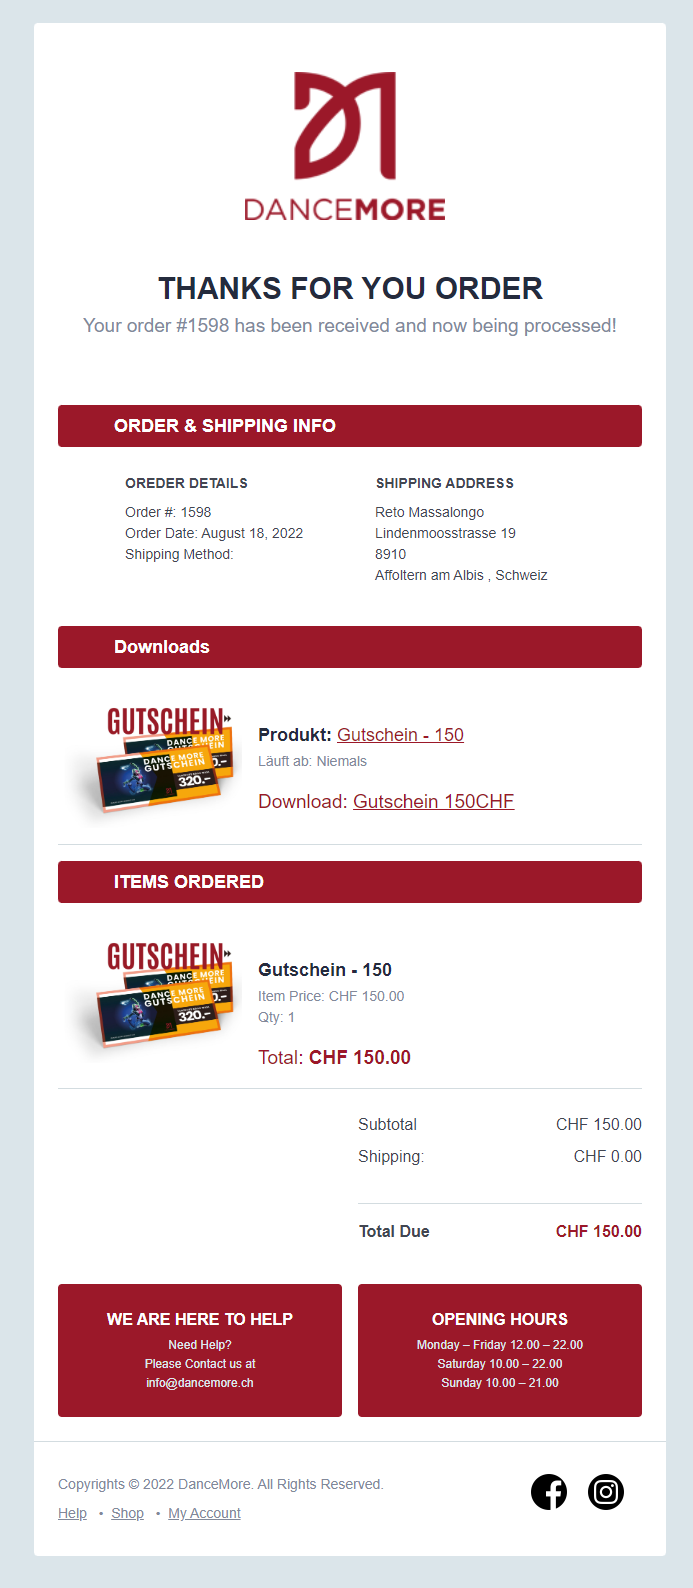 DANCEMORE
THANKS FOR YOU ORDER
Your order #1598 has been received and now being processed!
ORDER & SHIPPING INFO
OREDER DETAILS
Order #: 1598
Order Date: August 18, 2022
Shipping Method:
SHIPPING ADDRESS
Reto Massalongo
Lindenmoosstrasse 19
8910
Affoltern am Albis , Schweiz
Downloads
GUTSCHEIN
DANCE MORE
GUTSCHEIN
DANCE MORE
GUTSCHEIN
320.-
Produkt: Gutschein - 150
Läuft ab: Niemals
Download: Gutschein 150CHF
ITEMS ORDERED
GUTSCHEIN
DANCE MORE
GUTSCHEIN
DANCE MORE
GUTSCHEIN
320.-
Gutschein - 150
Item Price: CHF 150.00
Qty: 1
Total: CHF 150.00
Subtotal CHF 150.00
Shipping: CHF 0.00
Total Due CHF 150.00
WE ARE HERE TO HELP
Need Help?
Please Contact us at
info@dancemore.ch
OPENING HOURS
Monday – Friday 12.00 – 22.00
Saturday 10.00 – 22.00
Sunday 10.00 – 21.00
Copyrights © 2022 DanceMore. All Rights Reserved.
Help • Shop • My Account